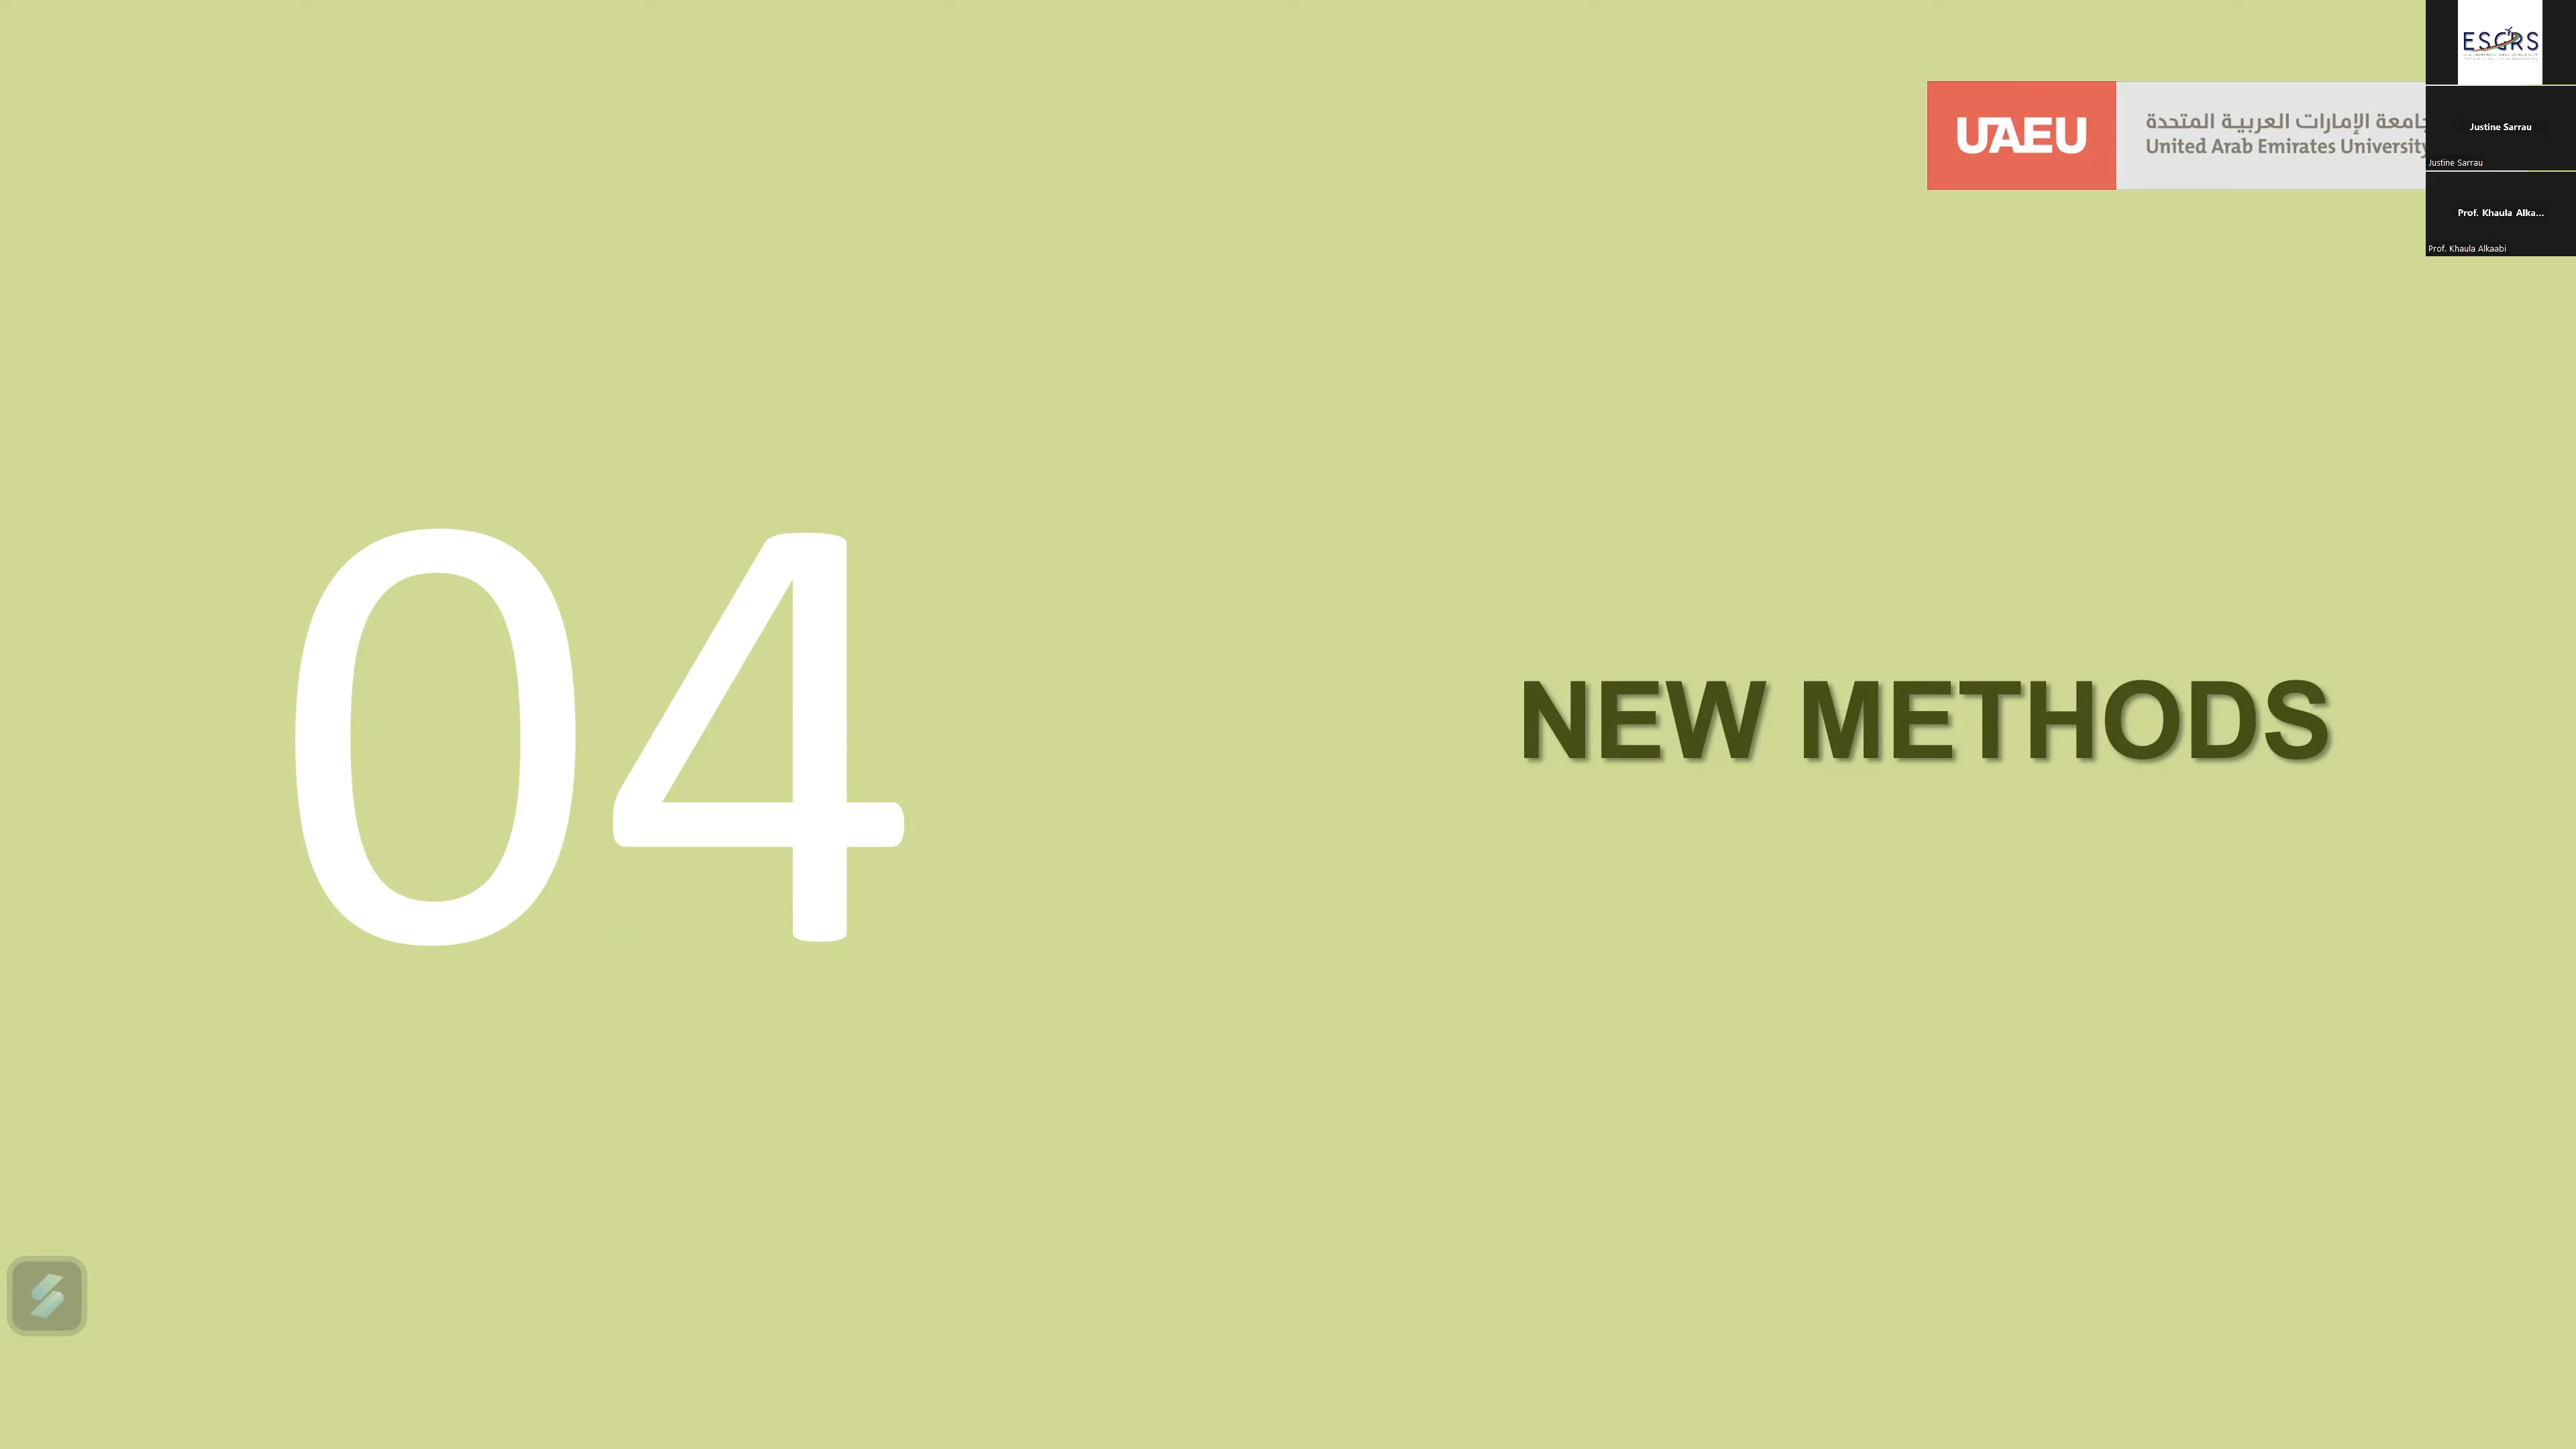 ESGRS
UAEU
جامعة الإمارات العربية المتحدة
United Arab Emirates University
Justine Sarrau
Justine Sarrau
Prof. Khaula Alka...
Prof. Khaula Alkaabi
04
NEW METHODS